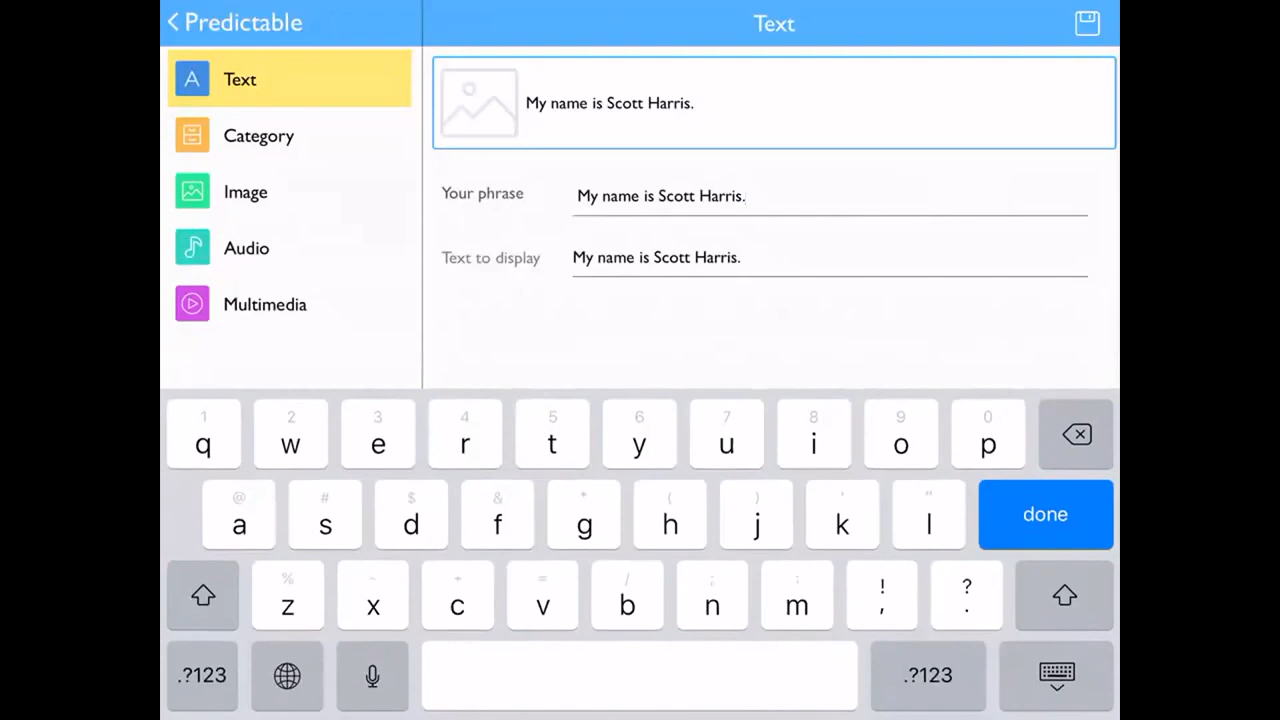 Predictable
Text
Text
My name is Scott Harris.
Category
Image
Audio
Multimedia
Your phrase My name is Scott Harris.
Text to display My name is Scott Harris.
1 2 3 4 5 6 7 8 9 0
q w e r t y u i o p
@ # $ & * ( ) ' "
a s d f g h j k l done
% - + = / ; : ! ?
z x c v b n m , .
.?123 .?123